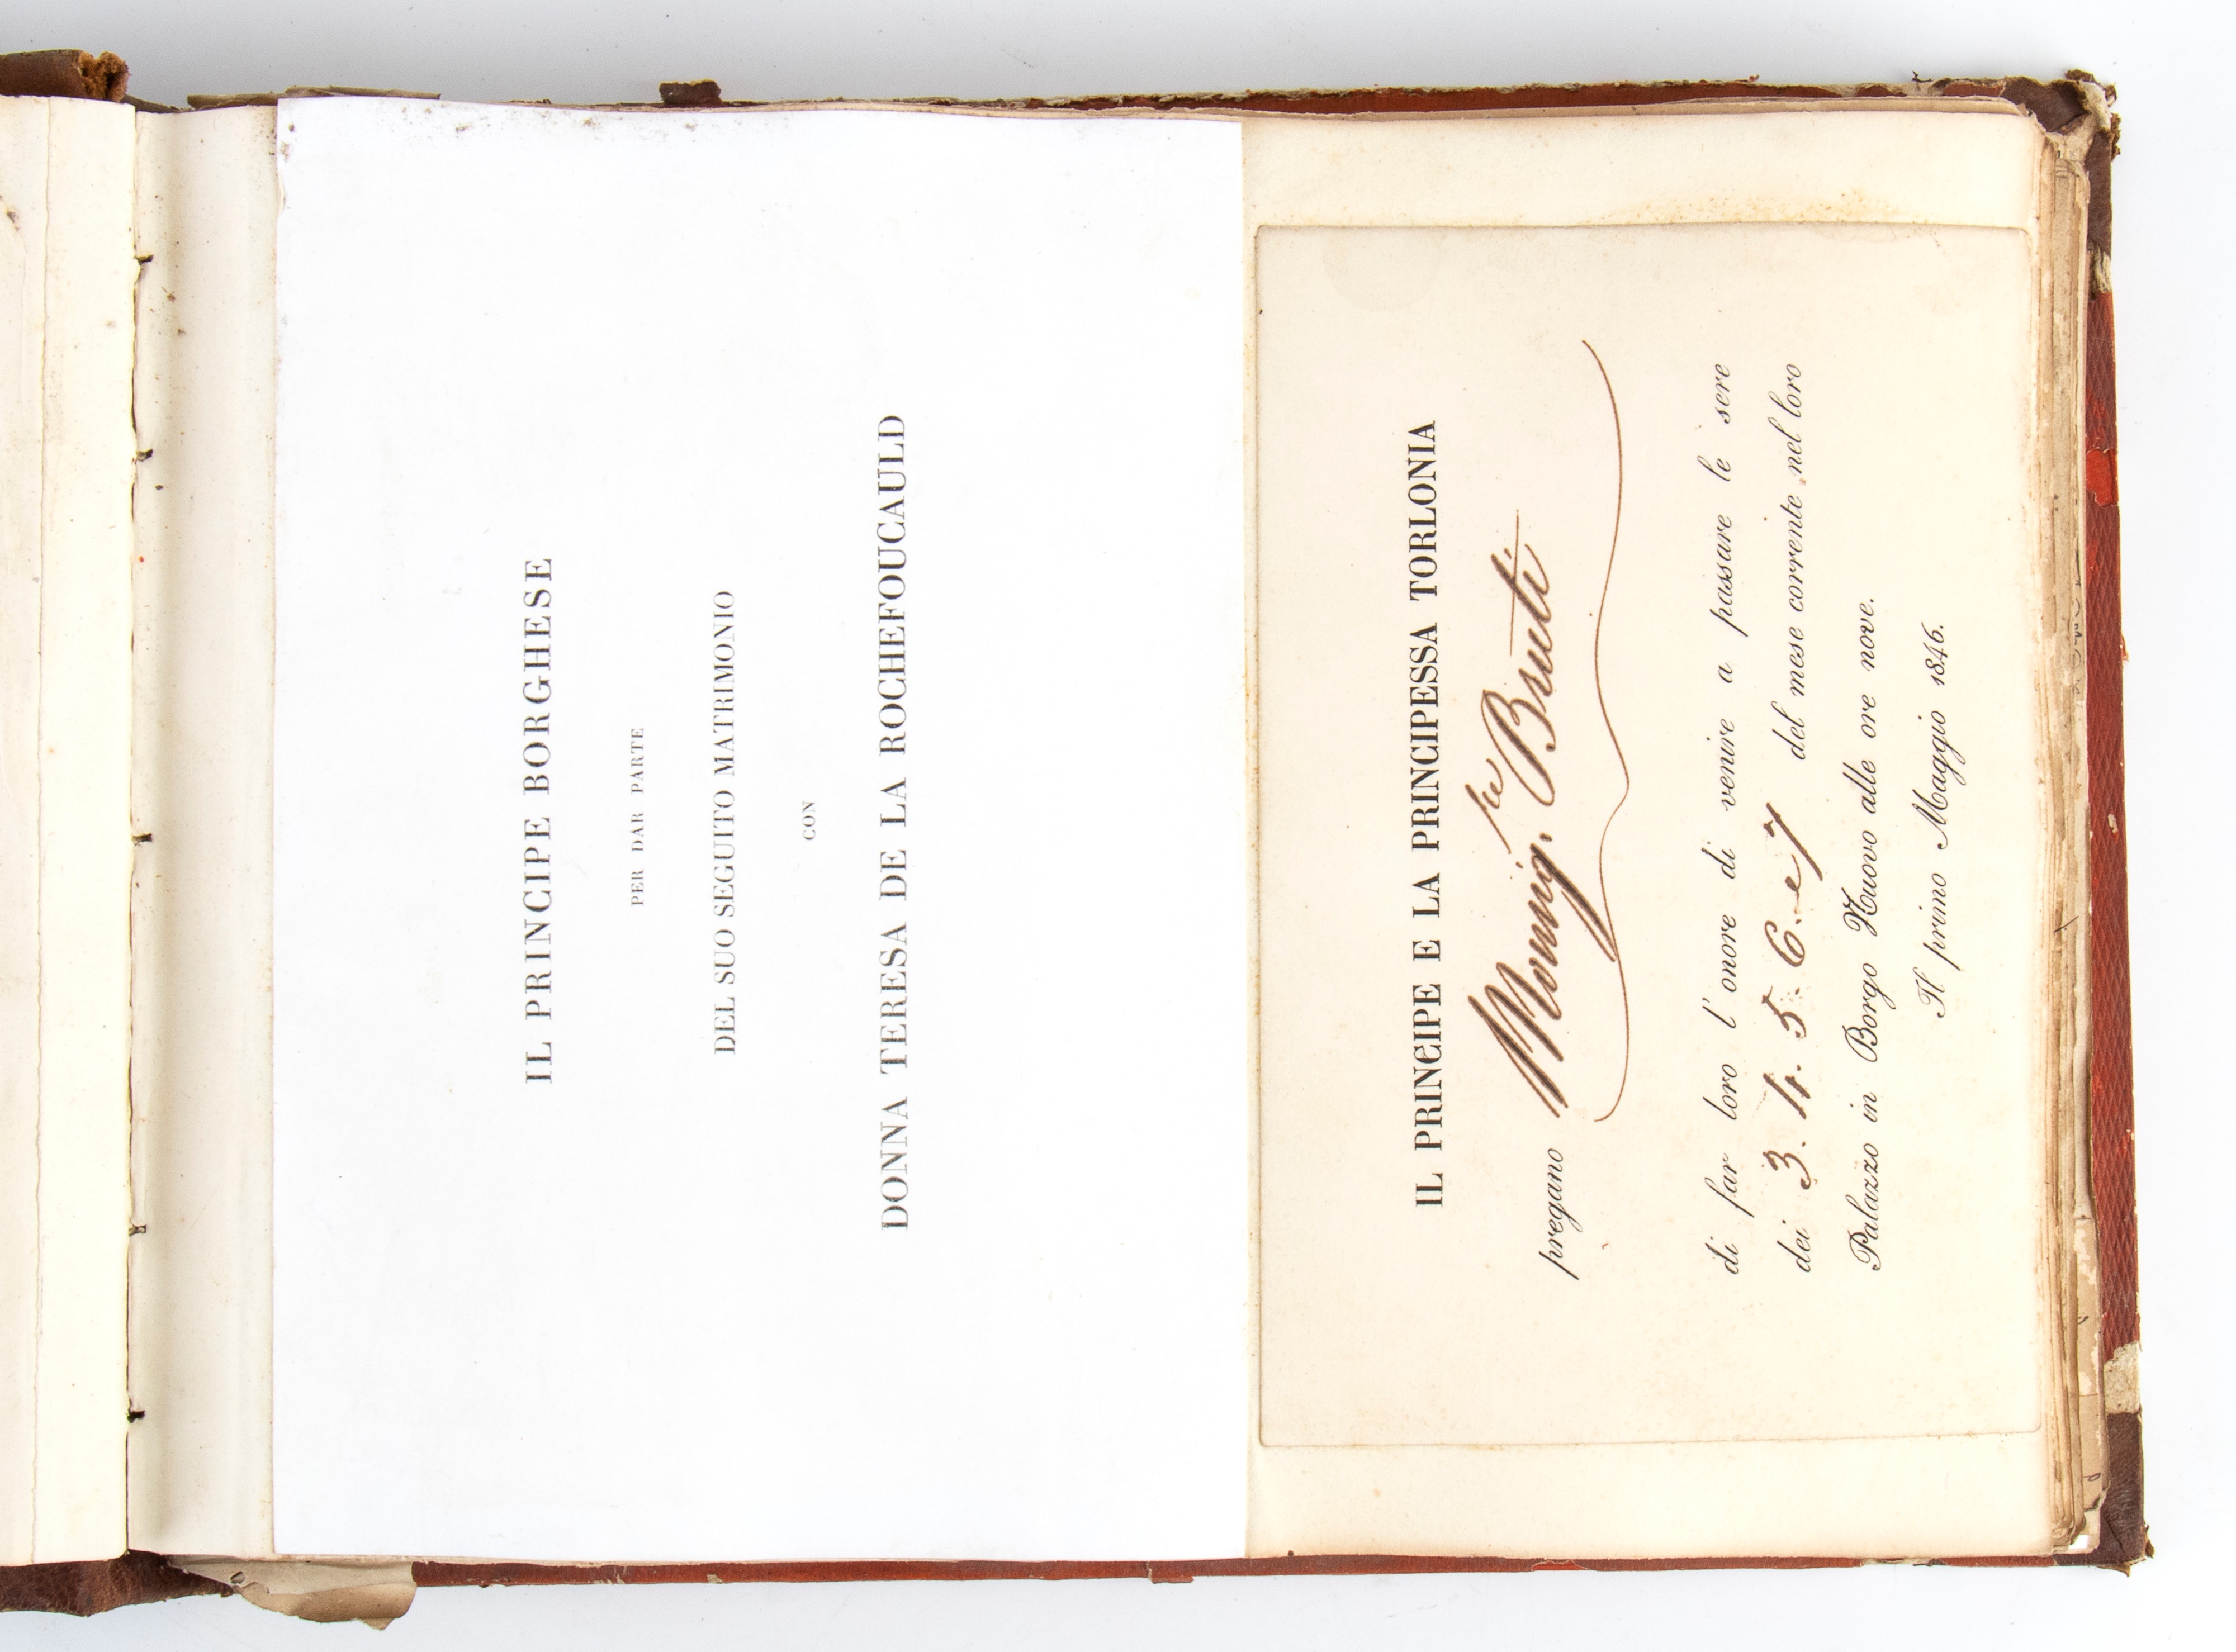 IL PRINCIPE BORGHESE
PER DAR PARTE
DEL SUO SEGUITO MATRIMONIO
CON
DONNA TERESA DE LA ROCHEFOUCAULD
IL PRINCIPE E LA PRINCIPESSA TORLONIA
pregano Monsig.re Bruti
di far loro l'onore di venire a passare le sere
dei 3. 4. 5. 6. e 7 del mese corrente nel loro
Palazzo in Borgo Nuovo alle ore nove.
Il primo Maggio 1846.